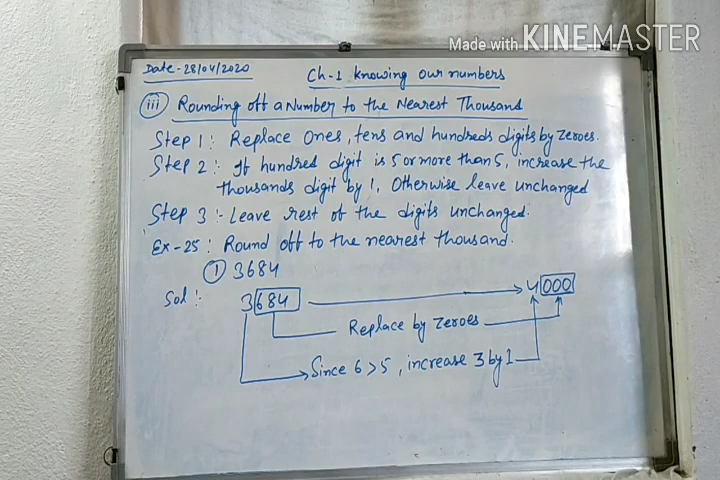 Made with KINEMASTER
Date-28/04/2020 Ch-1 Knowing our numbers
(iii) Rounding off a Number to the Nearest Thousand
Step 1: Replace Ones, tens and hundreds digits by Zeroes.
Step 2:- If hundred digit is 5 or more than 5, increase the
thousands digit by 1, Otherwise leave unchanged
Step 3:- Leave rest of the digits unchanged.
Ex-25: Round off to the nearest thousand.
(1) 3684
Sol:- 3684 4000
Replace by Zeroes
Since 6 > 5, increase 3 by 1